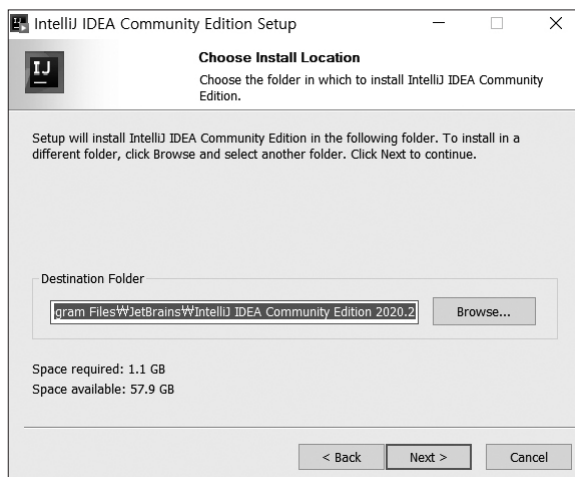 IntelliJ IDEA Community Edition Setup
IJ
Choose Install Location
Choose the folder in which to install IntelliJ IDEA Community
Edition.
Setup will install IntelliJ IDEA Community Edition in the following folder. To install in a
different folder, click Browse and select another folder. Click Next to continue.
Destination Folder
gram Files₩JetBrains₩IntelliJ IDEA Community Edition 2020.2
Browse...
Space required: 1.1 GB
Space available: 57.9 GB
< Back
Next >
Cancel